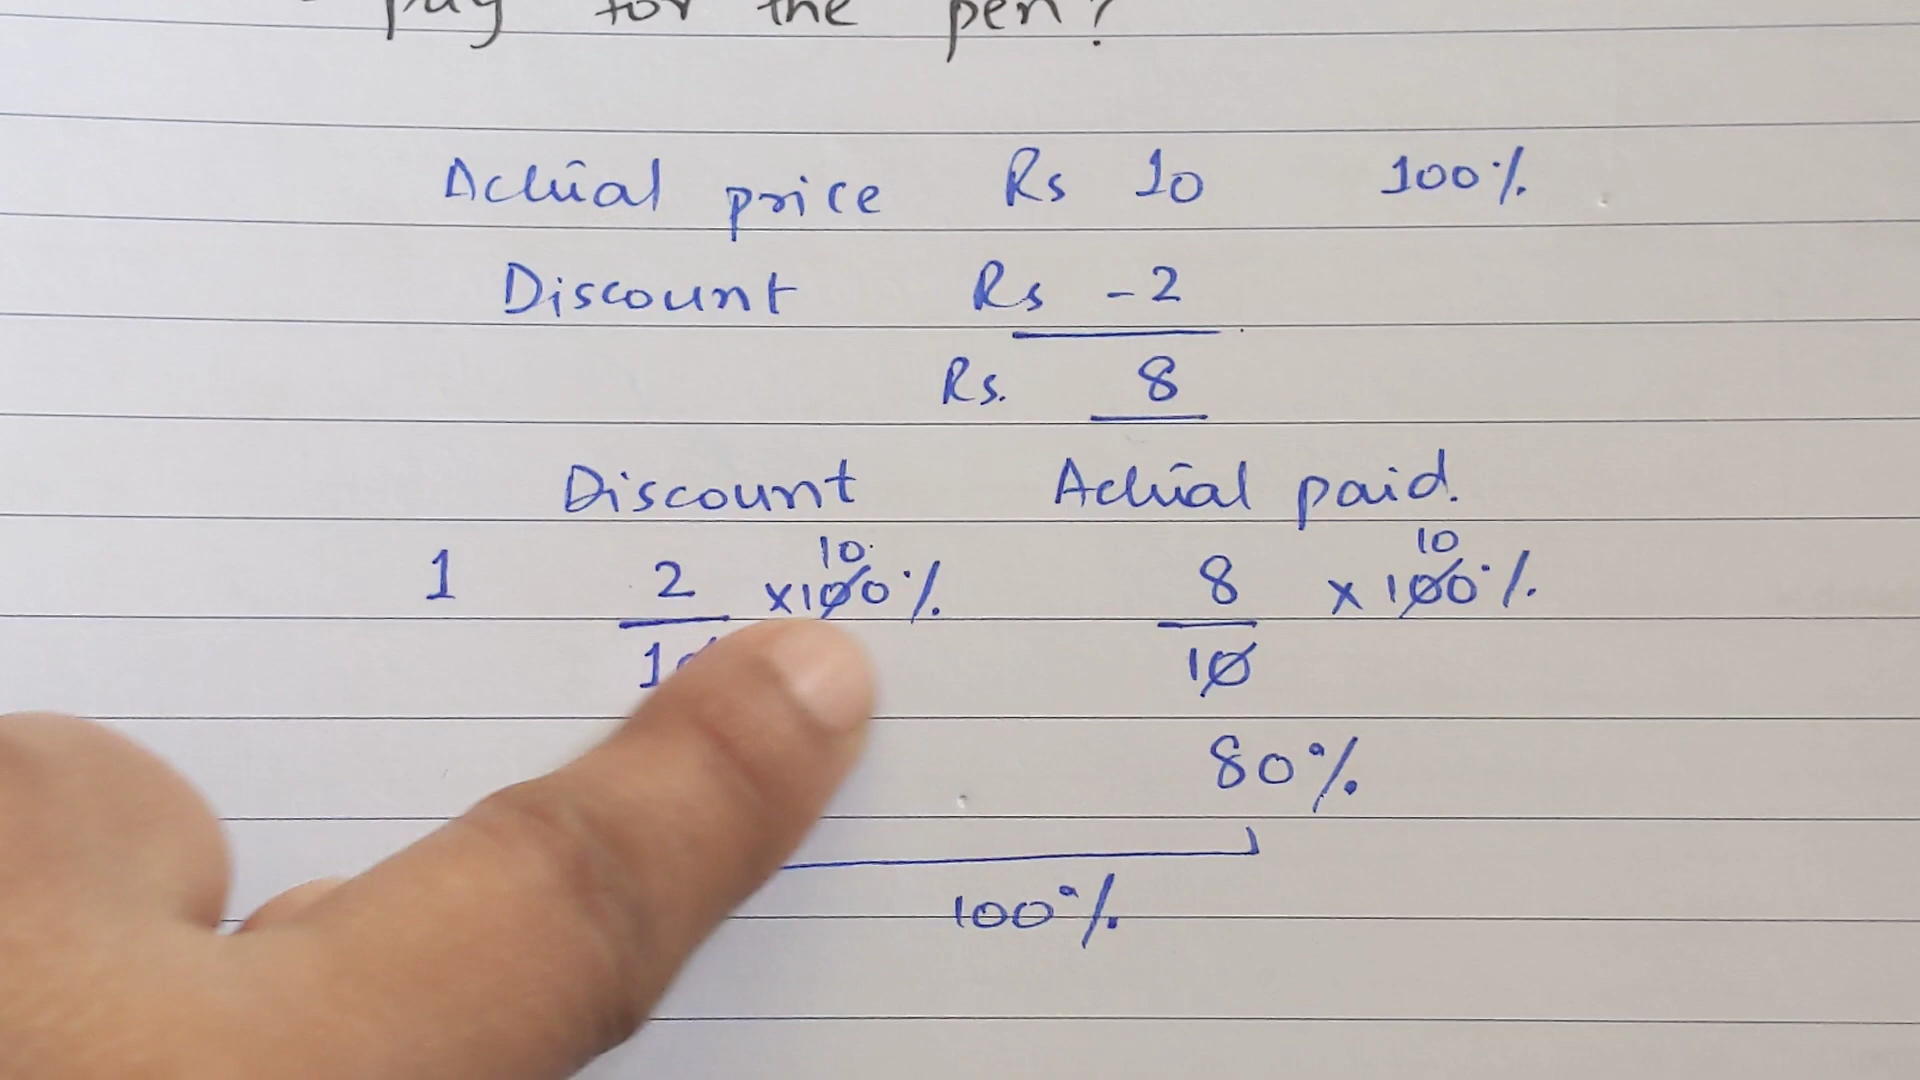 pay for the pen?
Actual price Rs 10 100%
Discount Rs -2
Rs. 8
Discount Actual paid.
10 10
1 2 x100% 8 x 100%
10
80%
100%